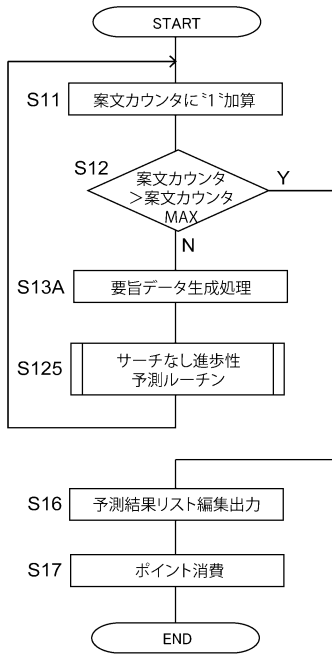 START
S11
案文カウンタに〝1〟加算
S12
案文カウンタ
＞案文カウンタ
MAX
Y
N
S13A
要旨データ生成処理
S125
サーチなし進歩性
予測ルーチン
S16
予測結果リスト編集出力
S17
ポイント消費
END